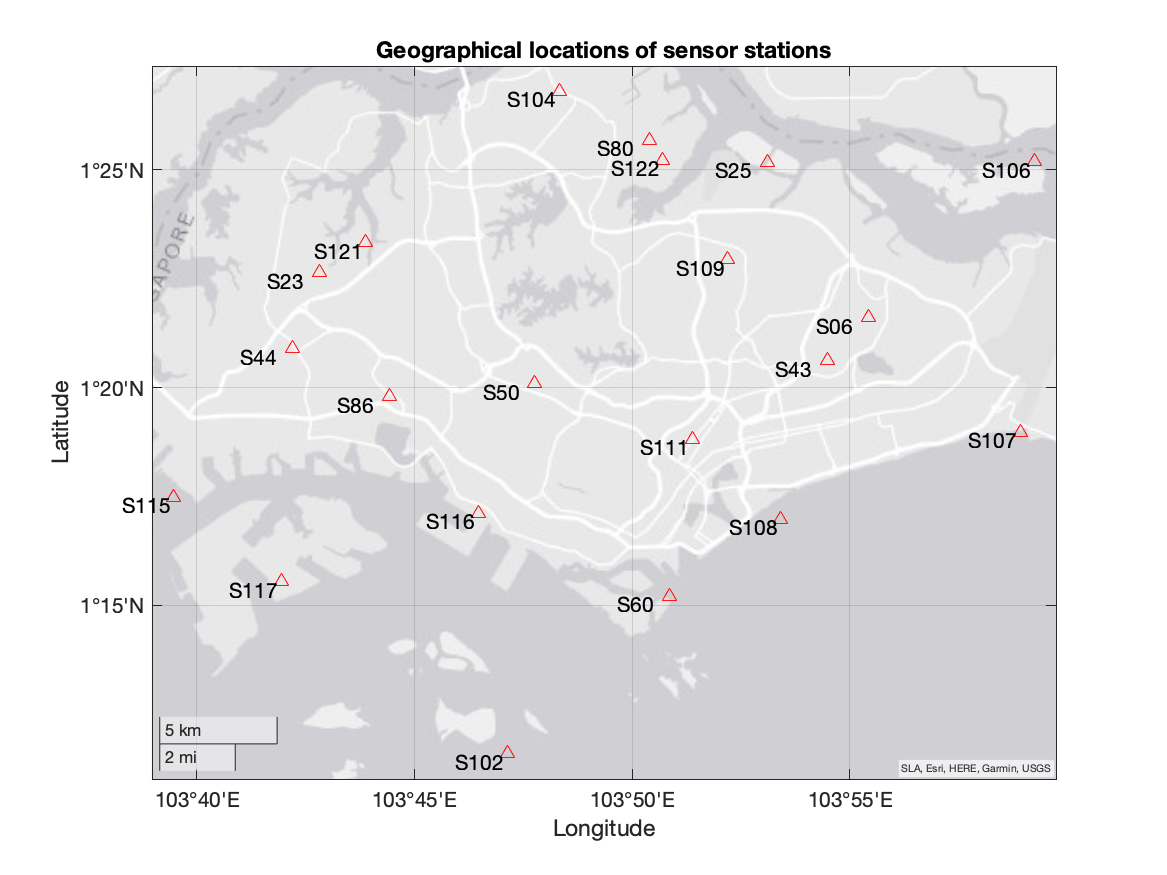 Geographical locations of sensor stations
S104
S80
S122
S25
S106
1°25'N
GAPORE
S121
S23
S109
S06
S44
S43
1°20'N
S50
S86
S111
S107
Latitude
S115
S116
S108
S117
1°15'N
S60
5 km
2 mi
S102
SLA, Esri, HERE, Garmin, USGS
103°40'E
103°45'E
103°50'E
103°55'E
Longitude